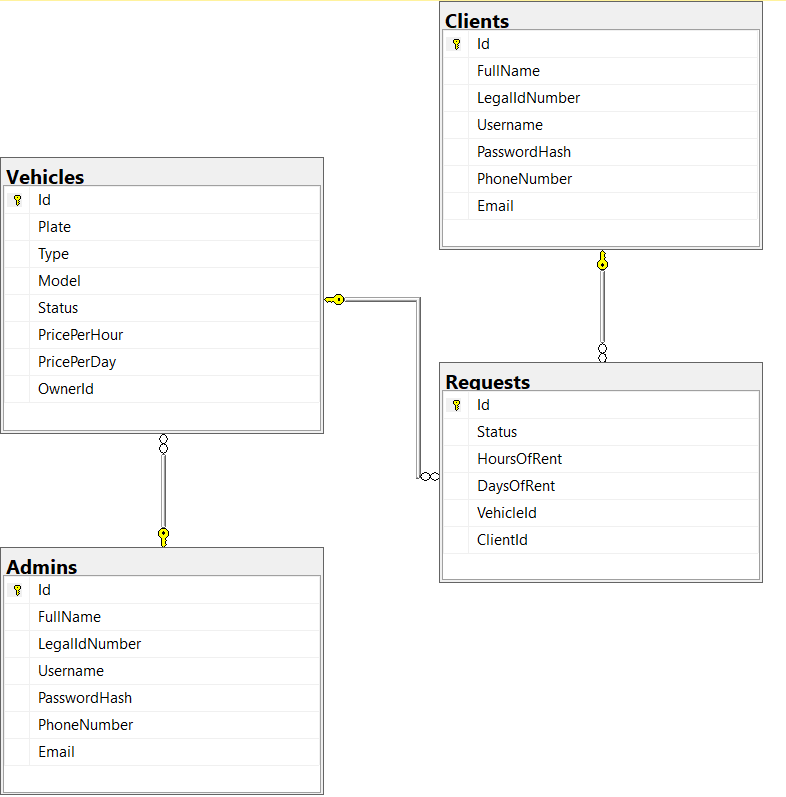 Clients
Id
FullName
LegalIdNumber
Username
PasswordHash
PhoneNumber
Email
Vehicles
Id
Plate
Type
Model
Status
PricePerHour
PricePerDay
OwnerId
Requests
Id
Status
HoursOfRent
DaysOfRent
VehicleId
ClientId
Admins
Id
FullName
LegalIdNumber
Username
PasswordHash
PhoneNumber
Email